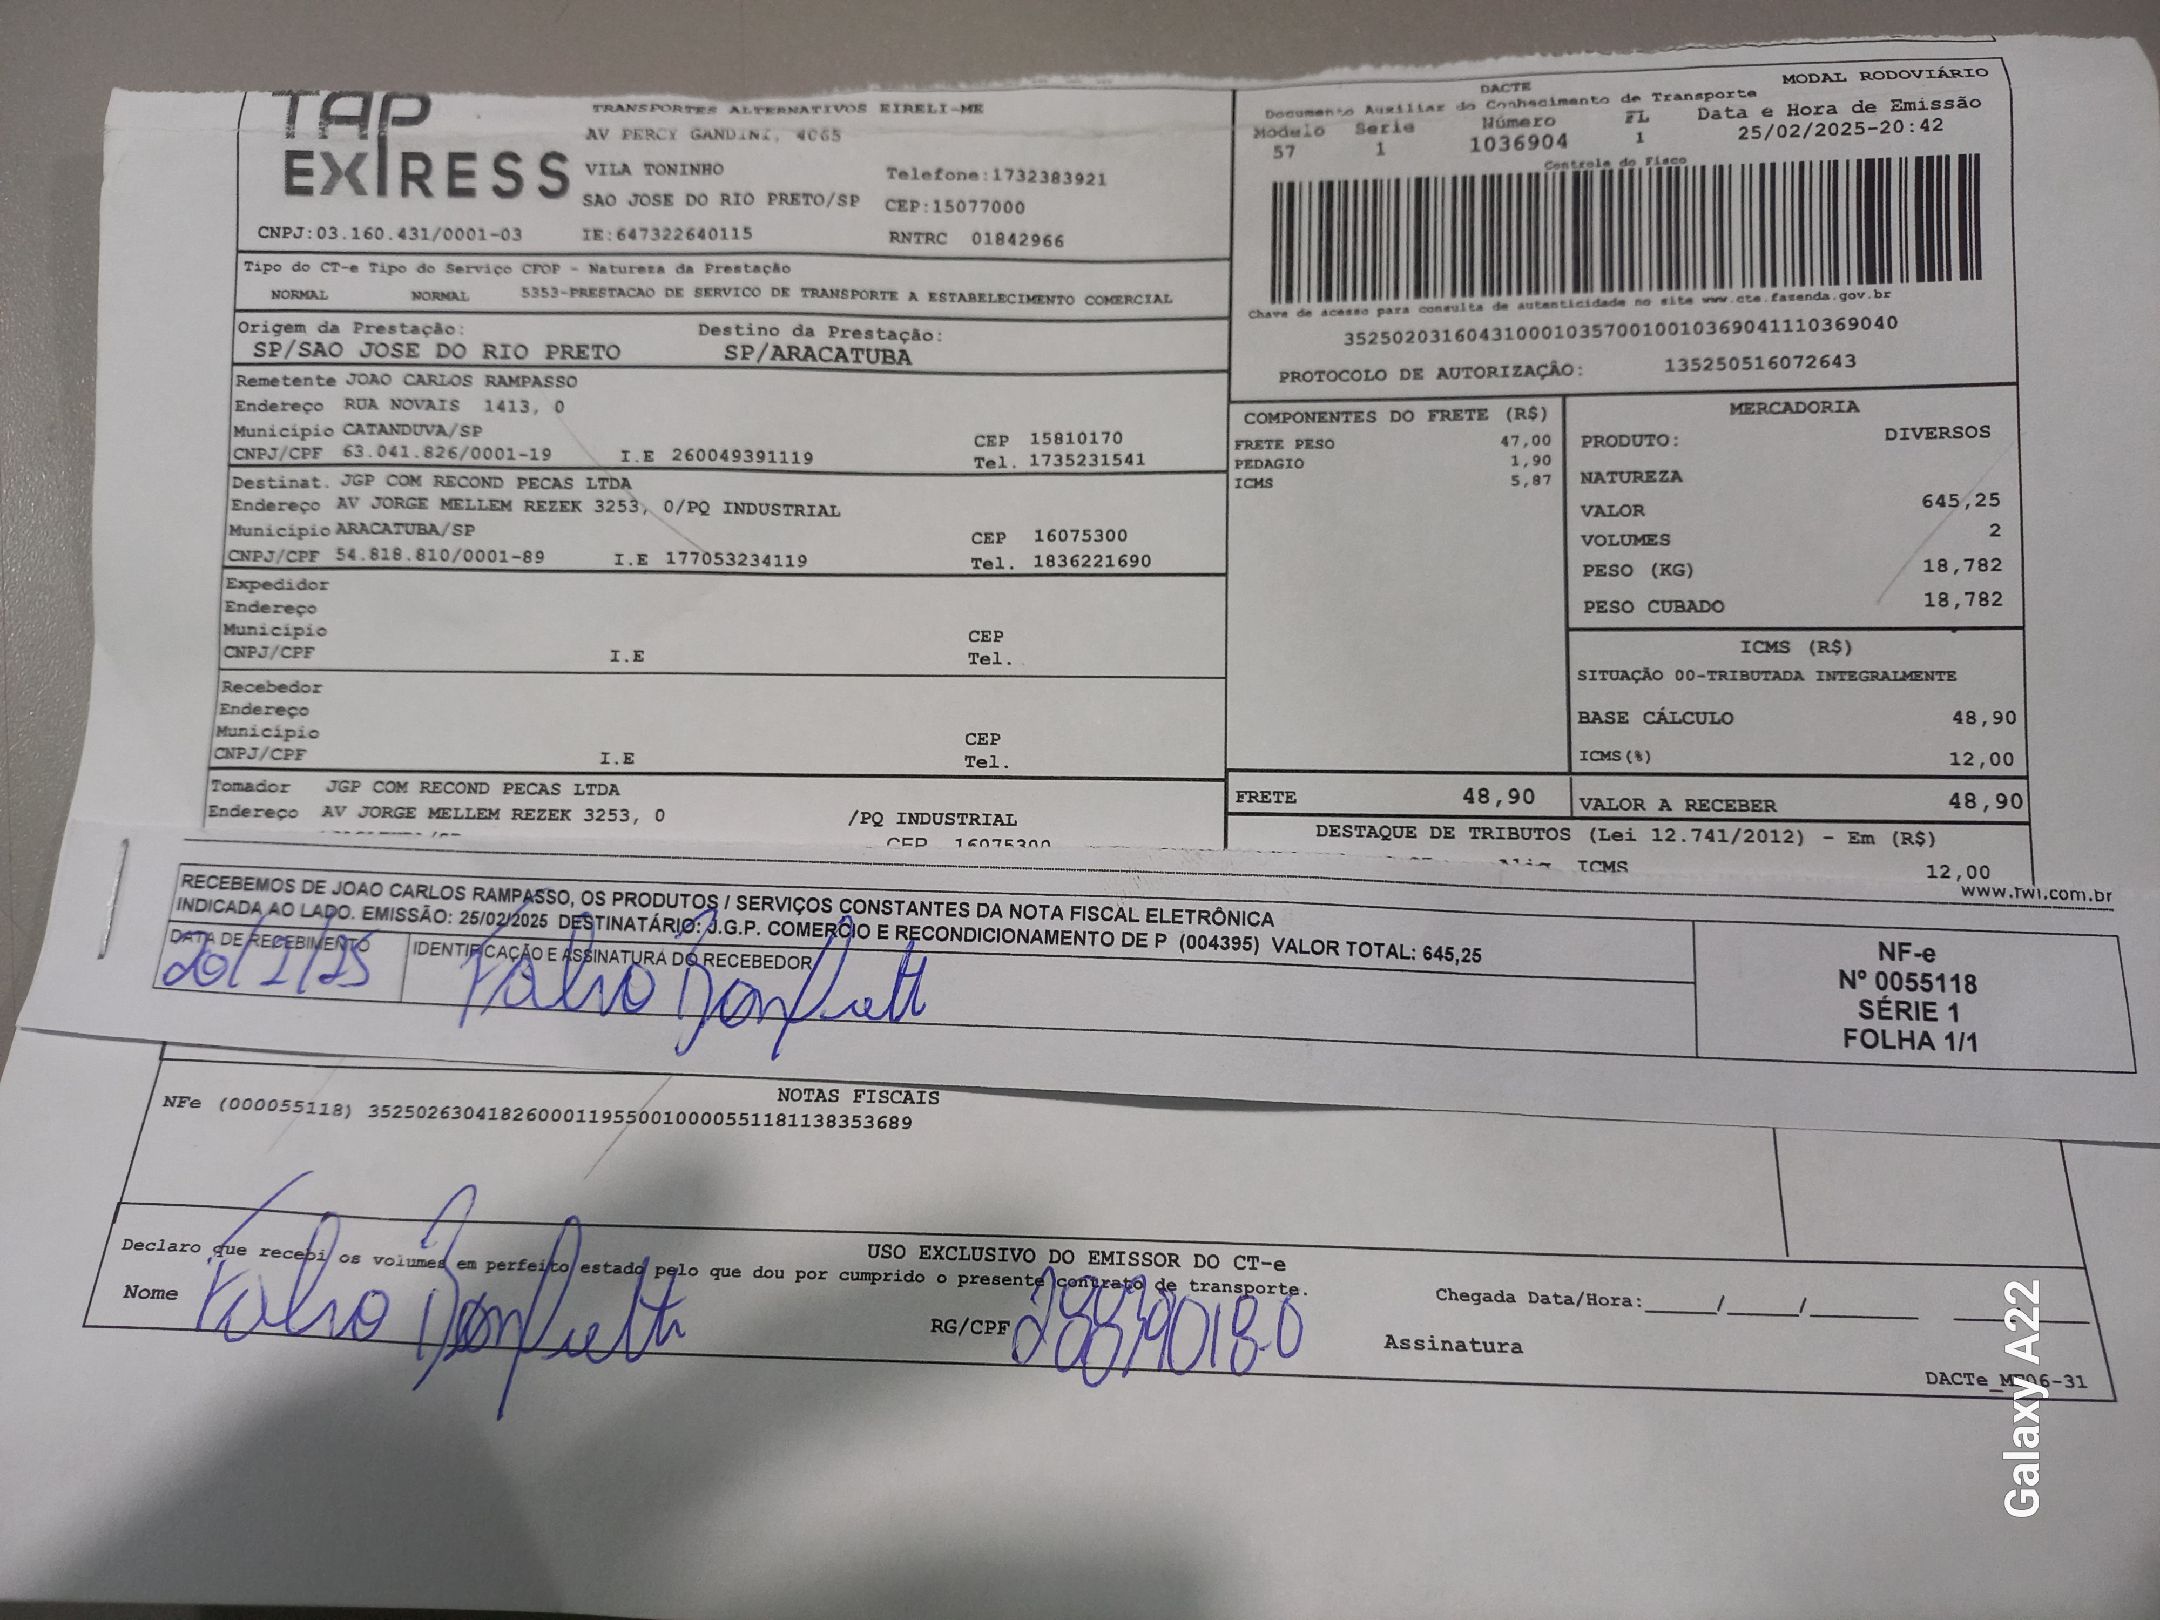 TAP EXPRESS
TRANSPORTES ALTERNATIVOS EIRELI-ME
AV PERCY GANDINI, 4065
VILA TONINHO Telefone:1732383921
SAO JOSE DO RIO PRETO/SP CEP:15077000
CNPJ:03.160.431/0001-03 IE:647322640115 RNTRC 01842966
DACTE MODAL RODOVIÁRIO
Documento Auxiliar do Conhecimento de Transporte
Modelo Serie Número FL Data e Hora de Emissão
57 1 1036904 1 25/02/2025-20:42
Controle do Fisco
Chave de acesso para consulta de autenticidade no site www.cte.fazenda.gov.br
35250203160431000103570010010369041110369040
PROTOCOLO DE AUTORIZAÇÃO: 135250516072643
Tipo do CT-e Tipo do Serviço CFOP - Natureza da Prestação
NORMAL NORMAL 5353-PRESTACAO DE SERVICO DE TRANSPORTE A ESTABELECIMENTO COMERCIAL
Origem da Prestação: Destino da Prestação:
SP/SAO JOSE DO RIO PRETO SP/ARACATUBA
Remetente JOAO CARLOS RAMPASSO
Endereço RUA NOVAIS 1413, 0
Município CATANDUVA/SP CEP 15810170
CNPJ/CPF 63.041.826/0001-19 I.E 260049391119 Tel. 1735231541
Destinat. JGP COM RECOND PECAS LTDA
Endereço AV JORGE MELLEM REZEK 3253, 0/PQ INDUSTRIAL
Município ARACATUBA/SP CEP 16075300
CNPJ/CPF 54.818.810/0001-89 I.E 177053234119 Tel. 1836221690
Expedidor
Endereço
Município CEP
CNPJ/CPF I.E Tel.
Recebedor
Endereço
Município CEP
CNPJ/CPF I.E Tel.
Tomador JGP COM RECOND PECAS LTDA
Endereço AV JORGE MELLEM REZEK 3253, 0 /PQ INDUSTRIAL
CEP 16075300
COMPONENTES DO FRETE (R$)
FRETE PESO 47,00
PEDAGIO 1,90
ICMS 5,87
FRETE 48,90
MERCADORIA
PRODUTO: DIVERSOS
NATUREZA
VALOR 645,25
VOLUMES 2
PESO (KG) 18,782
PESO CUBADO 18,782
ICMS (R$)
SITUAÇÃO 00-TRIBUTADA INTEGRALMENTE
BASE CÁLCULO 48,90
ICMS(%) 12,00
VALOR A RECEBER 48,90
DESTAQUE DE TRIBUTOS (Lei 12.741/2012) - Em (R$)
ICMS 12,00
www.rwi.com.br
RECEBEMOS DE JOAO CARLOS RAMPASSO, OS PRODUTOS / SERVIÇOS CONSTANTES DA NOTA FISCAL ELETRÔNICA
INDICADA AO LADO. EMISSÃO: 25/02/2025 DESTINATÁRIO: J.G.P. COMERCIO E RECONDICIONAMENTO DE P (004395) VALOR TOTAL: 645,25
DATA DE RECEBIMENTO IDENTIFICAÇÃO E ASSINATURA DO RECEBEDOR
NF-e
Nº 0055118
SÉRIE 1
FOLHA 1/1
NOTAS FISCAIS
NFe (000055118) 35250263041826000119550010000551181138353689
USO EXCLUSIVO DO EMISSOR DO CT-e
Declaro que recebi os volumes em perfeito estado pelo que dou por cumprido o presente contrato de transporte.
Nome RG/CPF Chegada Data/Hora:_____/_____/_____
Assinatura
Galaxy A22